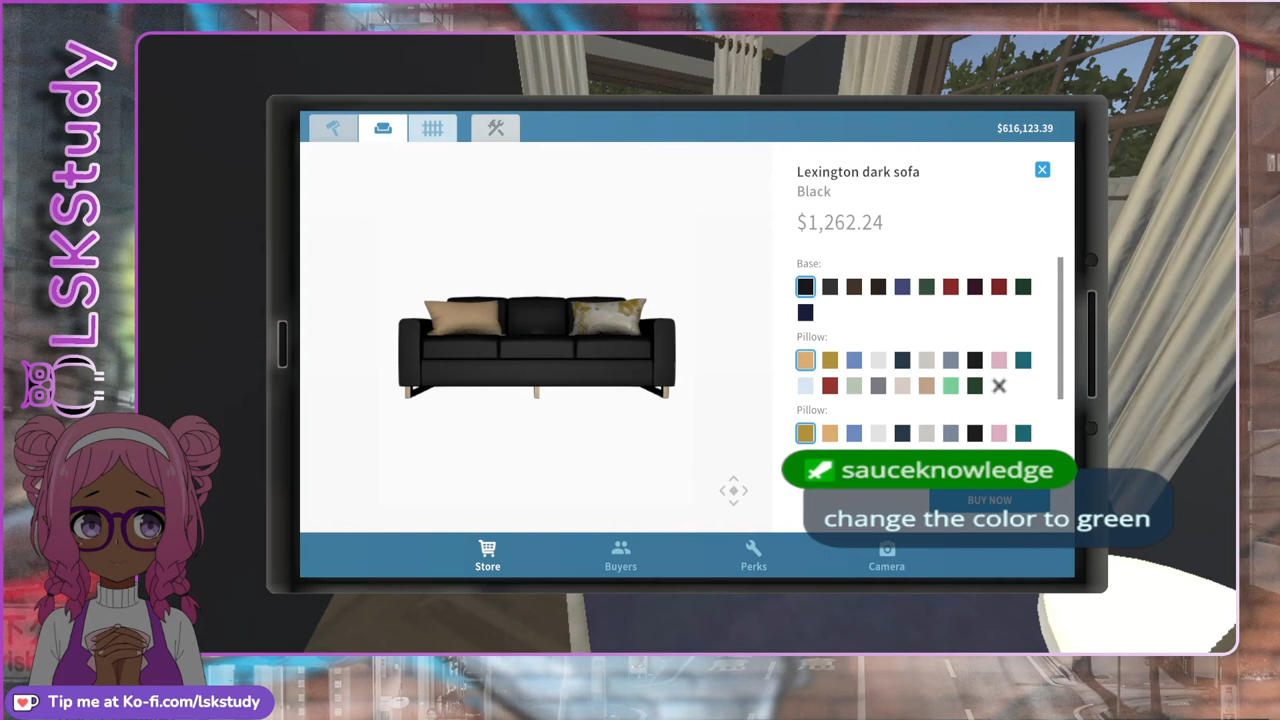 LSKStudy
$616,123.39
Lexington dark sofa
Black
$1,262.24
Base:
Pillow:
Pillow:
sauceknowledge
BUY NOW
change the color to green
Store
Buyers
Perks
Camera
Tip me at Ko-fi.com/lskstudy